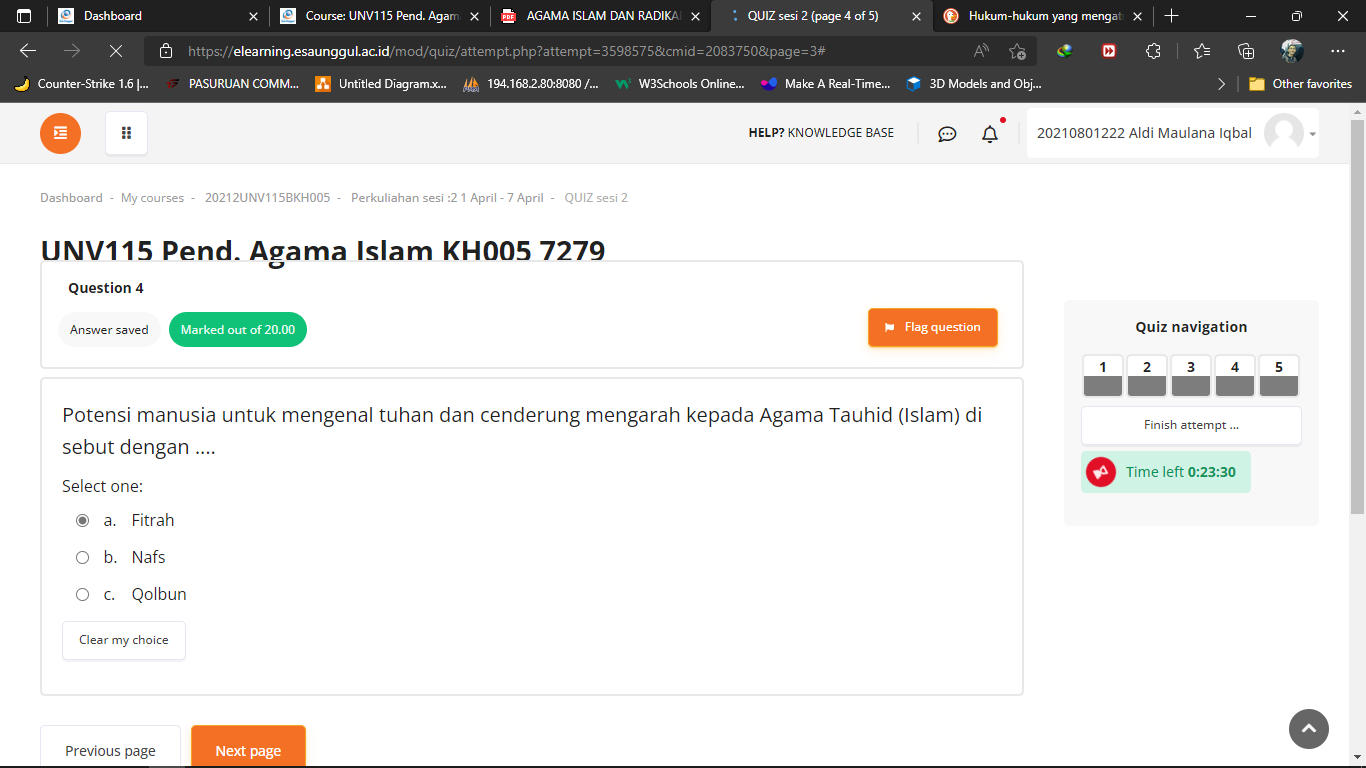 Dashboard
Course: UNV115 Pend. Agam
AGAMA ISLAM DAN RADIKA
QUIZ sesi 2 (page 4 of 5)
Hukum-hukum yang mengat
https://elearning.esaunggul.ac.id/mod/quiz/attempt.php?attempt=3598575&cmid=2083750&page=3#
Counter-Strike 1.6 |...
PASURUAN COMM...
Untitled Diagram.x...
194.168.2.80:8080 /...
W3Schools Online...
Make A Real-Time...
3D Models and Obj...
Other favorites
HELP? KNOWLEDGE BASE
20210801222 Aldi Maulana Iqbal
Dashboard - My courses - 20212UNV115BKH005 - Perkuliahan sesi :2 1 April - 7 April - QUIZ sesi 2
UNV115 Pend. Agama Islam KH005 7279
Question 4
Answer saved
Marked out of 20.00
Flag question
Potensi manusia untuk mengenal tuhan dan cenderung mengarah kepada Agama Tauhid (Islam) di
sebut dengan ....
Select one:
a. Fitrah
b. Nafs
c. Qolbun
Clear my choice
Previous page
Next page
Quiz navigation
1 2 3 4 5
Finish attempt ...
Time left 0:23:30